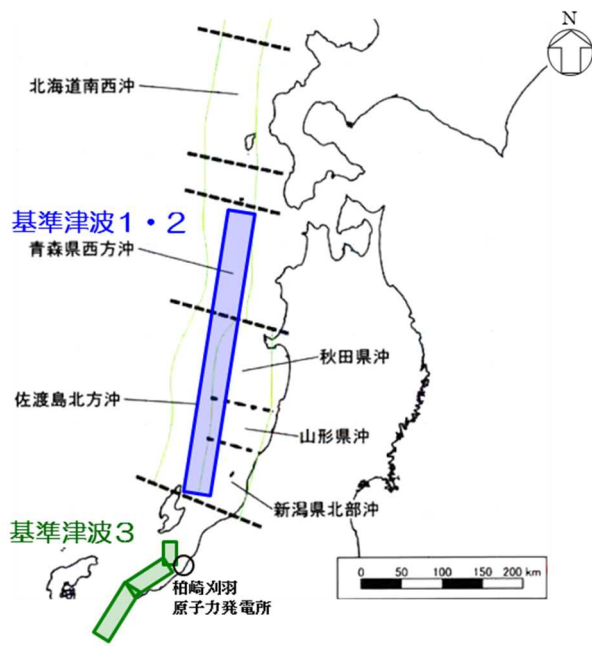 N
北海道南西沖
基準津波1・2
青森県西方沖
秋田県沖
佐渡島北方沖
山形県沖
新潟県北部沖
基準津波3
柏崎刈羽
原子力発電所
0 50 100 150 200 km